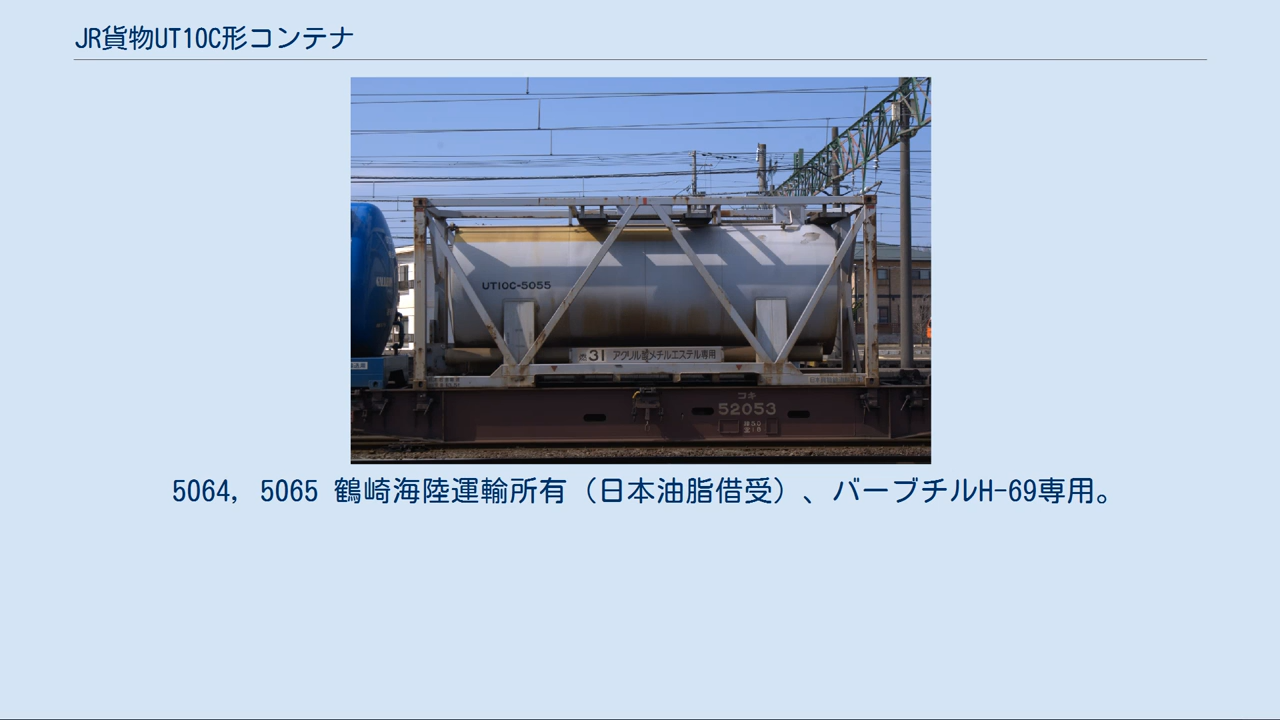 JR貨物UT10C形コンテナ
UT10C-5055
31 アクリル酸メチルエステル専用
コキ
52053
5064, 5065 鶴崎海陸運輸所有（日本油脂借受）、パーブチルH-69専用。